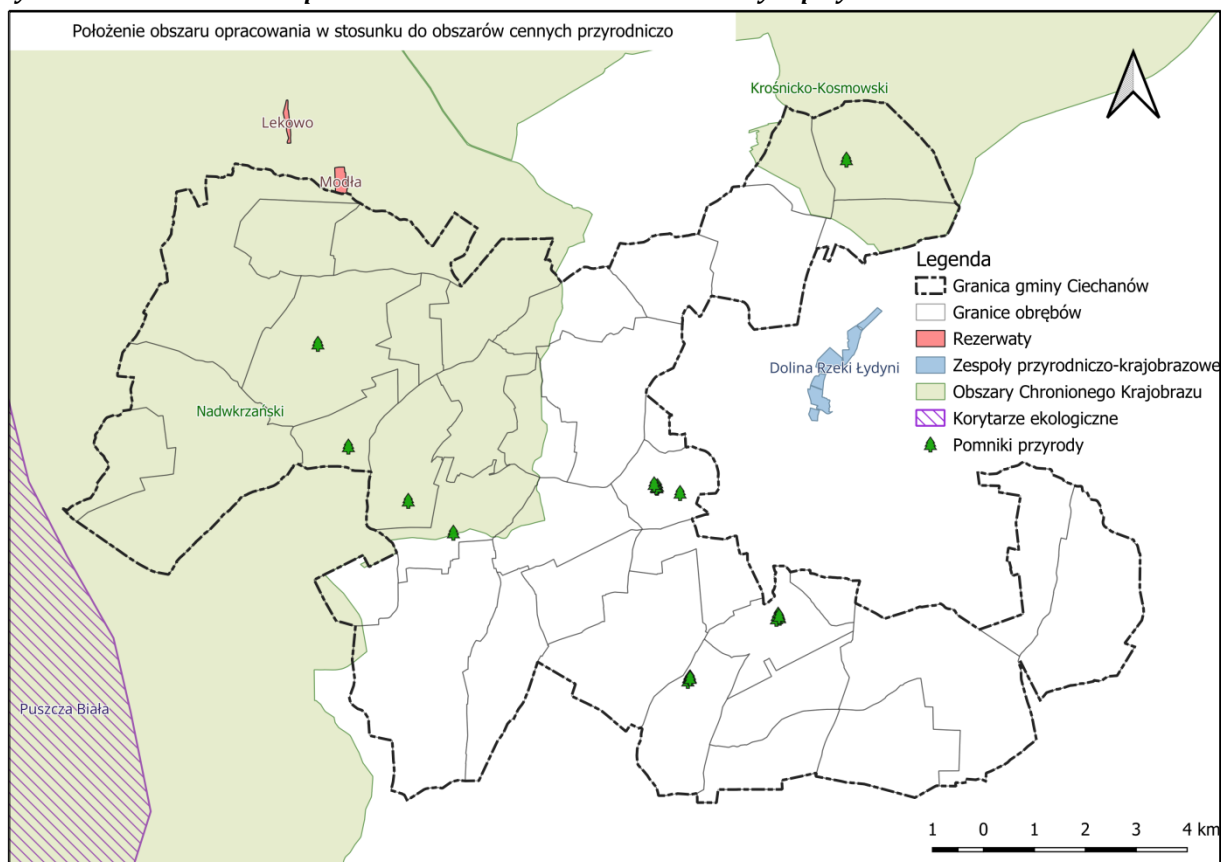 Położenie obszaru opracowania w stosunku do obszarów cennych przyrodniczo
Krośnicko-Kosmowski
Lekowo
Modła
Legenda
Granica gminy Ciechanów
Granice obrębów
Rezerwaty
Zespoły przyrodniczo-krajobrazowe
Obszary Chronionego Krajobrazu
Korytarze ekologiczne
Pomniki przyrody
Dolina Rzeki Łydyni
Nadwkrzański
Puszcza Biała
1 0 1 2 3 4 km